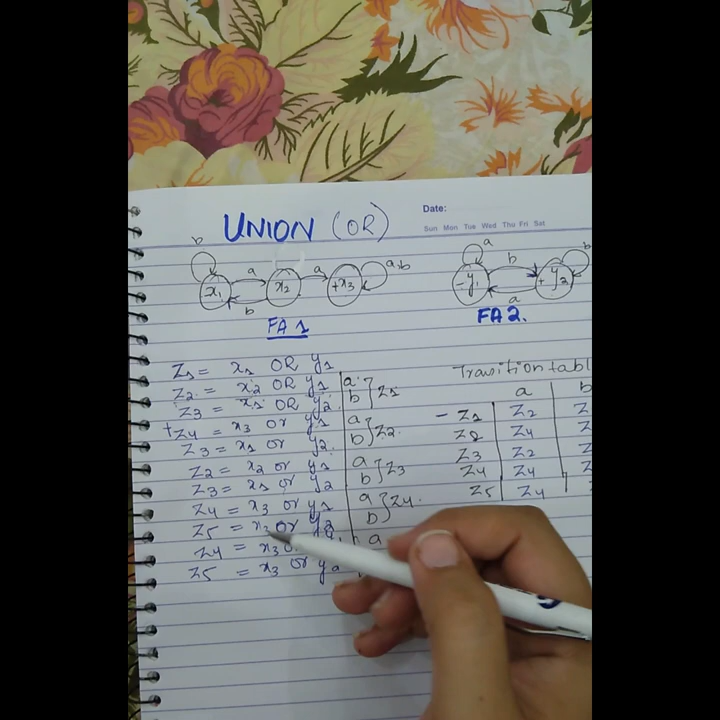 UNION (OR)
Date:
Sun Mon Tue Wed Thu Fri Sat
b a a a,b
x1 x2 +x3
b
FA 1
a b b
-y1 +y2
a
FA 2.
Z1 = x1 OR y1
Z2 = x2 OR y1 a } Z1
Z3 = x1 OR y2 b
+Z4 = x3 or y1 a } Z2
Z3 = x1 or y2 b
Z2 = x2 or y1 a } Z3
Z3 = x1 or y2 b
Z4 = x3 or y1 a } Z4
Z5 = x3 or y2 b
Z4 = x3 a
Z5 = x3 or y2
Transition tabl
a b
- Z1 Z2 Z
Z2 Z4 Z
Z3 Z2 Z
Z4 Z4 Z
Z5 Z4